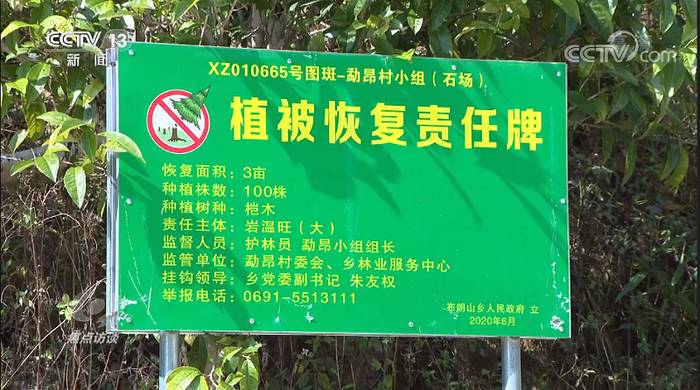 CCTV 13
新闻
CCTV.com
XZ010665号图斑-勐昂村小组（石场）
植被恢复责任牌
恢复面积：3亩
种植株数：100株
种植树种：桤木
责任主体：岩温旺（大）
监督人员：护林员 勐昂小组组长
监管单位：勐昂村委会、乡林业服务中心
挂钩领导：乡党委副书记 朱友权
举报电话：0691-5513111
布朗山乡人民政府 立
2020年6月
焦点访谈